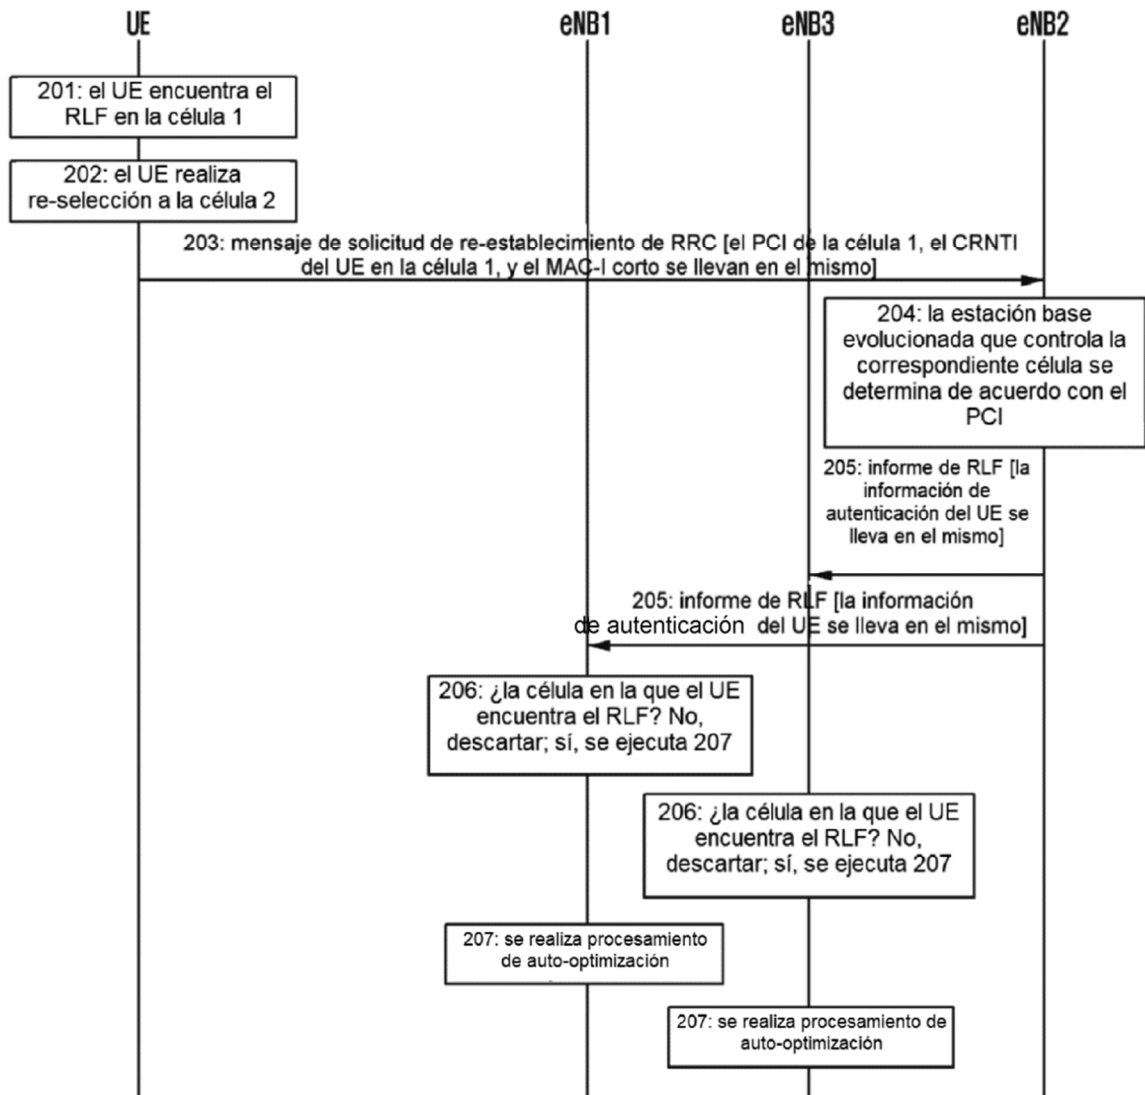 UE
eNB1
eNB3
eNB2
201: el UE encuentra el
RLF en la célula 1
202: el UE realiza
re-selección a la célula 2
203: mensaje de solicitud de re-establecimiento de RRC [el PCI de la célula 1, el CRNTI
del UE en la célula 1, y el MAC-I corto se llevan en el mismo]
204: la estación base
evolucionada que controla la
correspondiente célula se
determina de acuerdo con el
PCI
205: informe de RLF [la
información de
autenticación del UE se
lleva en el mismo]
205: informe de RLF [la información
de autenticación del UE se lleva en el mismo]
206: ¿la célula en la que el UE
encuentra el RLF? No,
descartar; sí, se ejecuta 207
206: ¿la célula en la que el UE
encuentra el RLF? No,
descartar; sí, se ejecuta 207
207: se realiza procesamiento
de auto-optimización
207: se realiza procesamiento de
auto-optimización